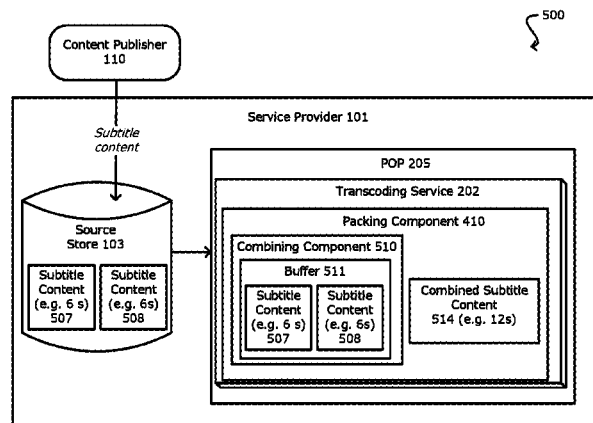 500
Content Publisher
110
Service Provider 101
Subtitle
content
POP 205
Transcoding Service 202
Packing Component 410
Source
Store 103
Combining Component 510
Buffer 511
Subtitle
Content
(e.g. 6 s)
507
Subtitle
Content
(e.g. 6s)
508
Subtitle
Content
(e.g. 6 s)
507
Subtitle
Content
(e.g. 6s)
508
Combined Subtitle
Content
514 (e.g. 12s)